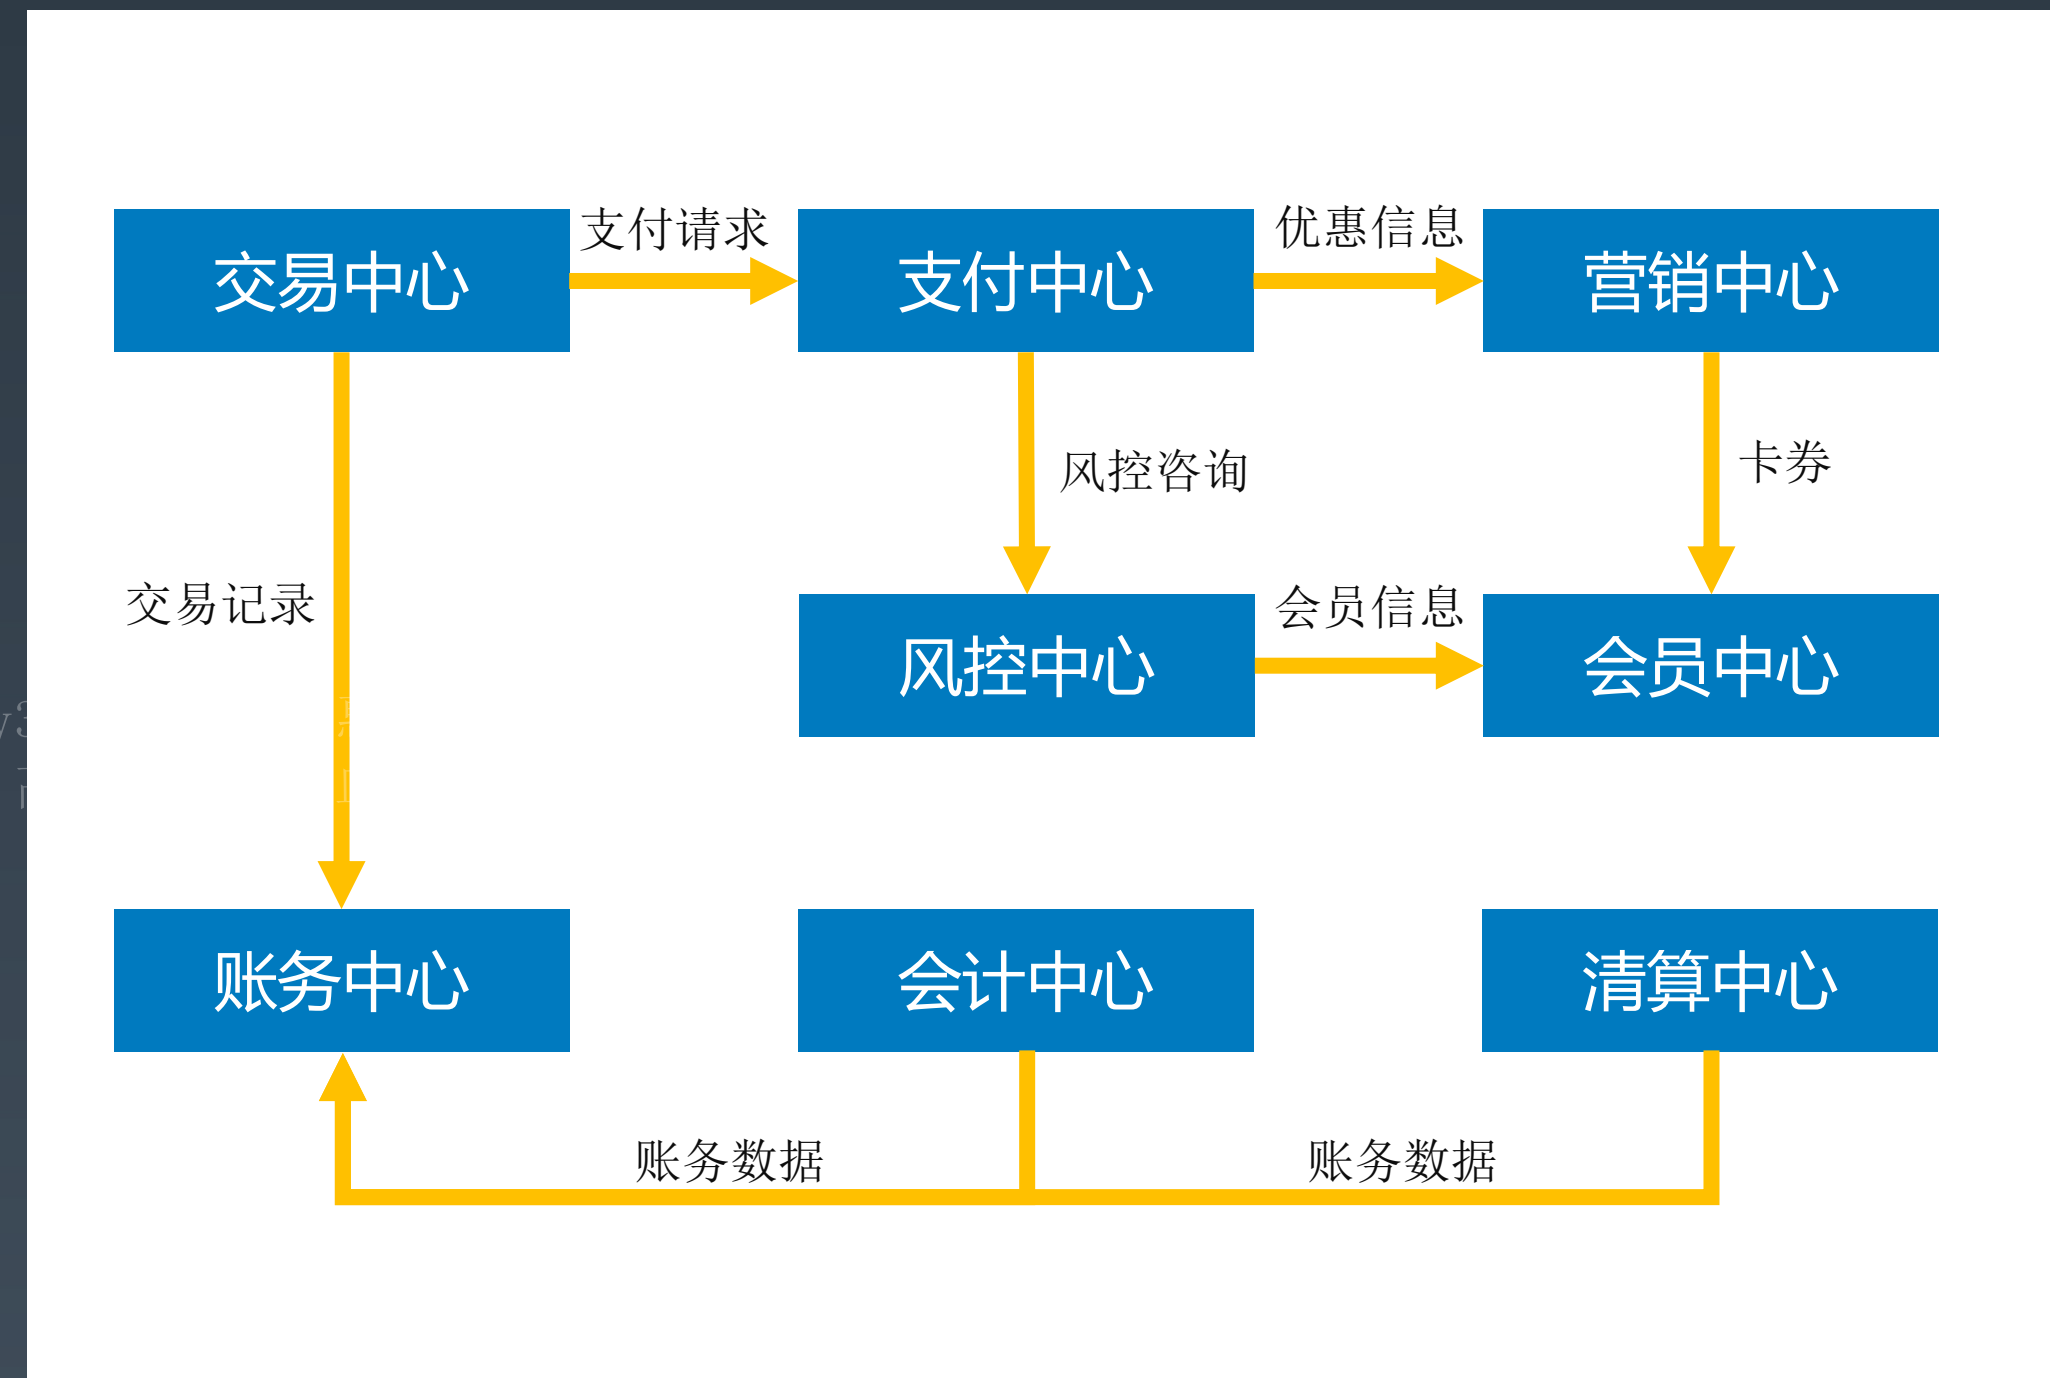 支付请求
优惠信息
交易中心
支付中心
营销中心
风控咨询
卡券
交易记录
会员信息
风控中心
会员中心
账务中心
会计中心
清算中心
账务数据
账务数据